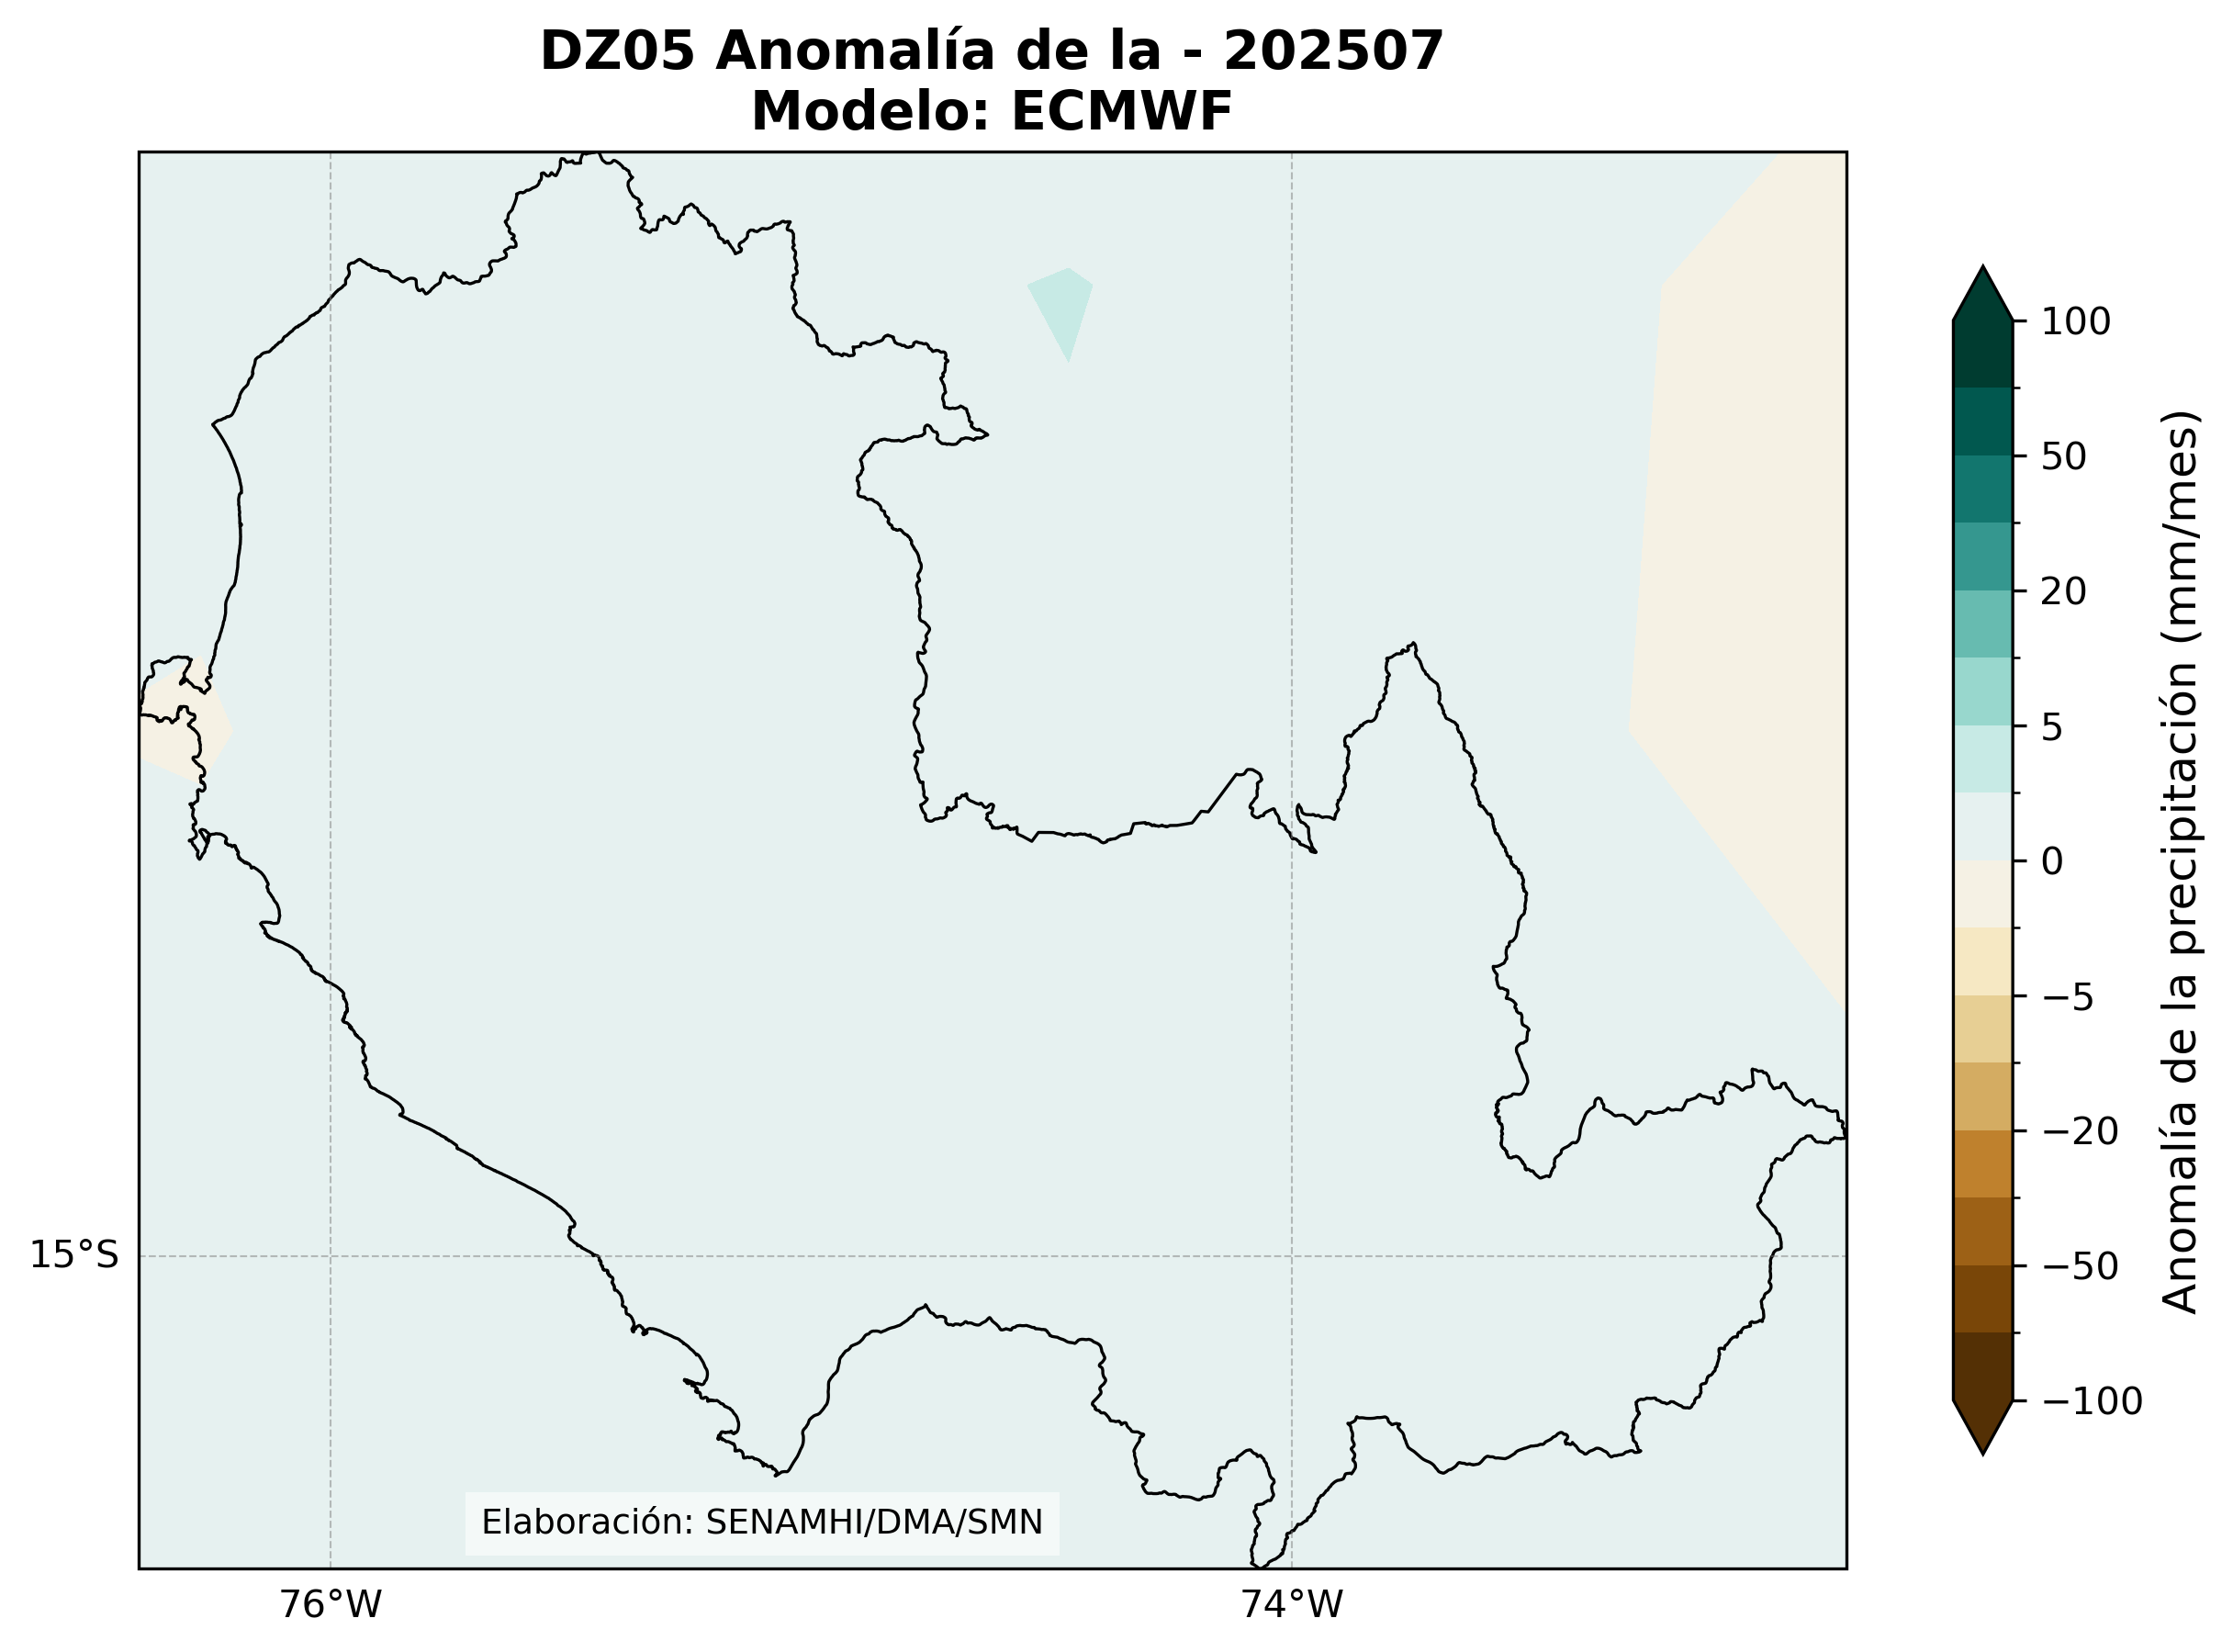 DZ05 Anomalía de la - 202507
Modelo: ECMWF
100
50
20
5
0
−5
−20
−50
−100
Anomalía de la precipitación (mm/mes)
15°S
Elaboración: SENAMHI/DMA/SMN
76°W
74°W